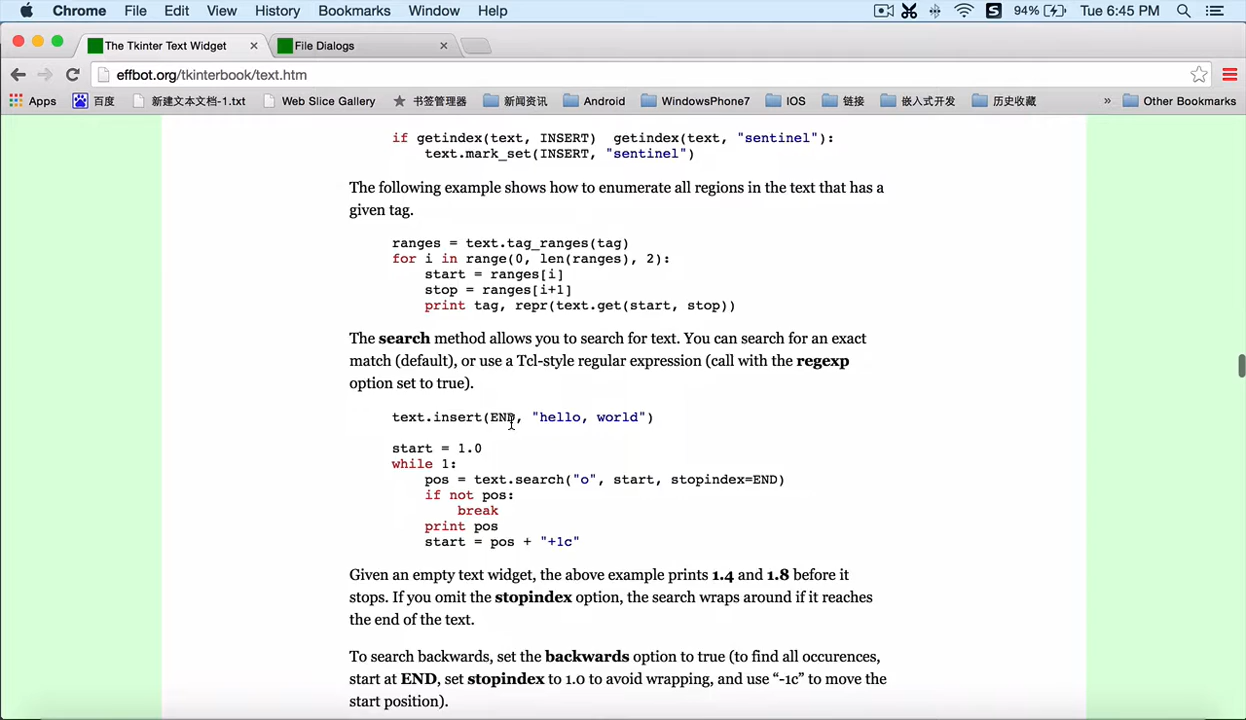 Chrome File Edit View History Bookmarks Window Help 94% Tue 6:45 PM
The Tkinter Text Widget File Dialogs
effbot.org/tkinterbook/text.htm
Apps 百度 新建文本文档-1.txt Web Slice Gallery 书签管理器 新闻资讯 Android WindowsPhone7 IOS 链接 嵌入式开发 历史收藏 » Other Bookmarks
if getindex(text, INSERT)  getindex(text, "sentinel"):
text.mark_set(INSERT, "sentinel")
The following example shows how to enumerate all regions in the text that has a
given tag.
ranges = text.tag_ranges(tag)
for i in range(0, len(ranges), 2):
start = ranges[i]
stop = ranges[i+1]
print tag, repr(text.get(start, stop))
The search method allows you to search for text. You can search for an exact
match (default), or use a Tcl-style regular expression (call with the regexp
option set to true).
text.insert(END, "hello, world")
start = 1.0
while 1:
pos = text.search("o", start, stopindex=END)
if not pos:
break
print pos
start = pos + "+1c"
Given an empty text widget, the above example prints 1.4 and 1.8 before it
stops. If you omit the stopindex option, the search wraps around if it reaches
the end of the text.
To search backwards, set the backwards option to true (to find all occurences,
start at END, set stopindex to 1.0 to avoid wrapping, and use “-1c” to move the
start position).